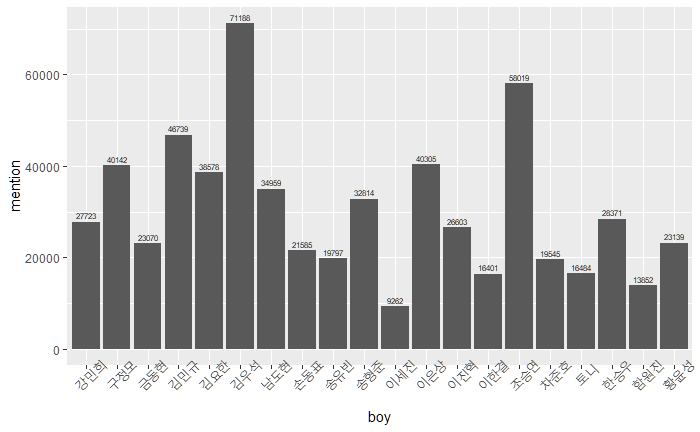 71188
58019
60000
46739
40142
40305
38578
40000
34959
32814
27723
28371
26603
23070
23139
21585
19797
19545
20000
16401
16484
13852
9262
0
mention
강민희
구정모
금동현
김민규
김요한
김우석
남도현
손동표
송유빈
송형준
이세진
이은상
이진혁
이한결
조승연
차준호
토니
한승우
함원진
황윤성
boy